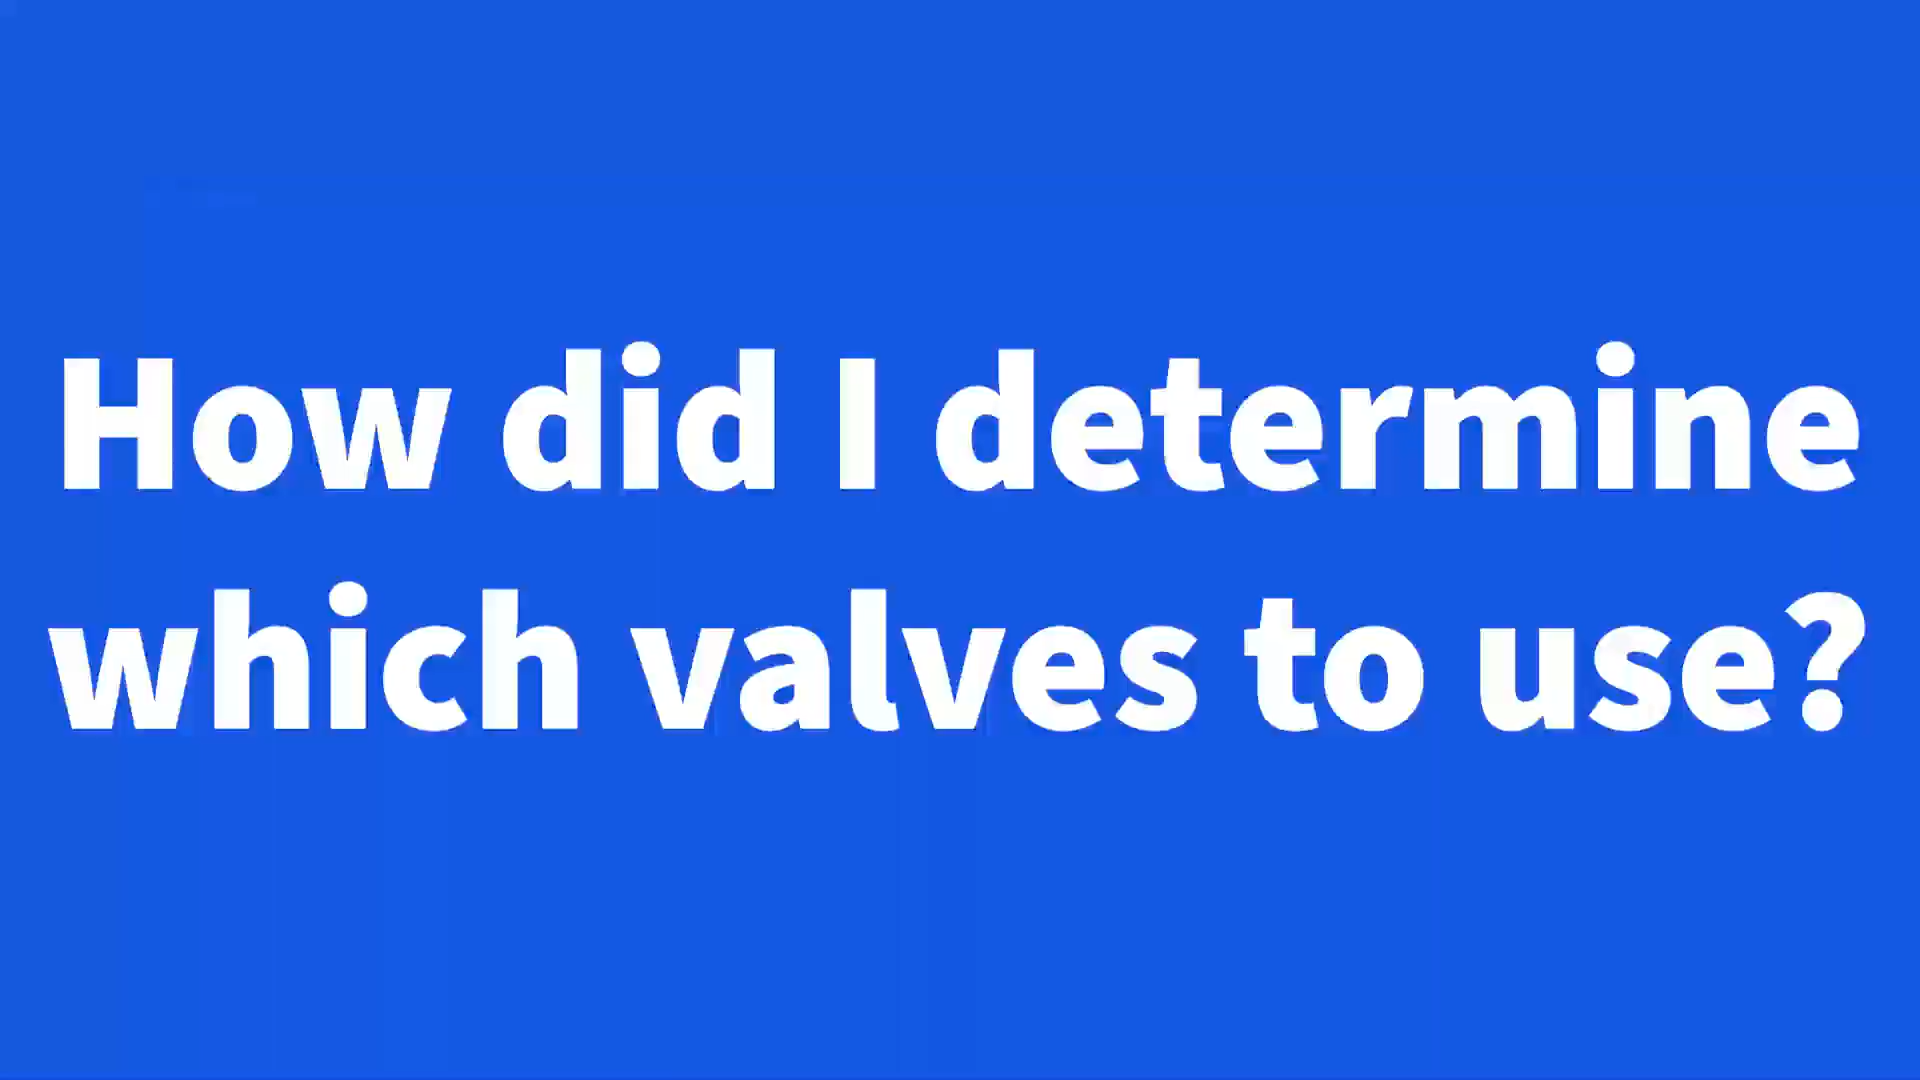 How did I determine
which valves to use?